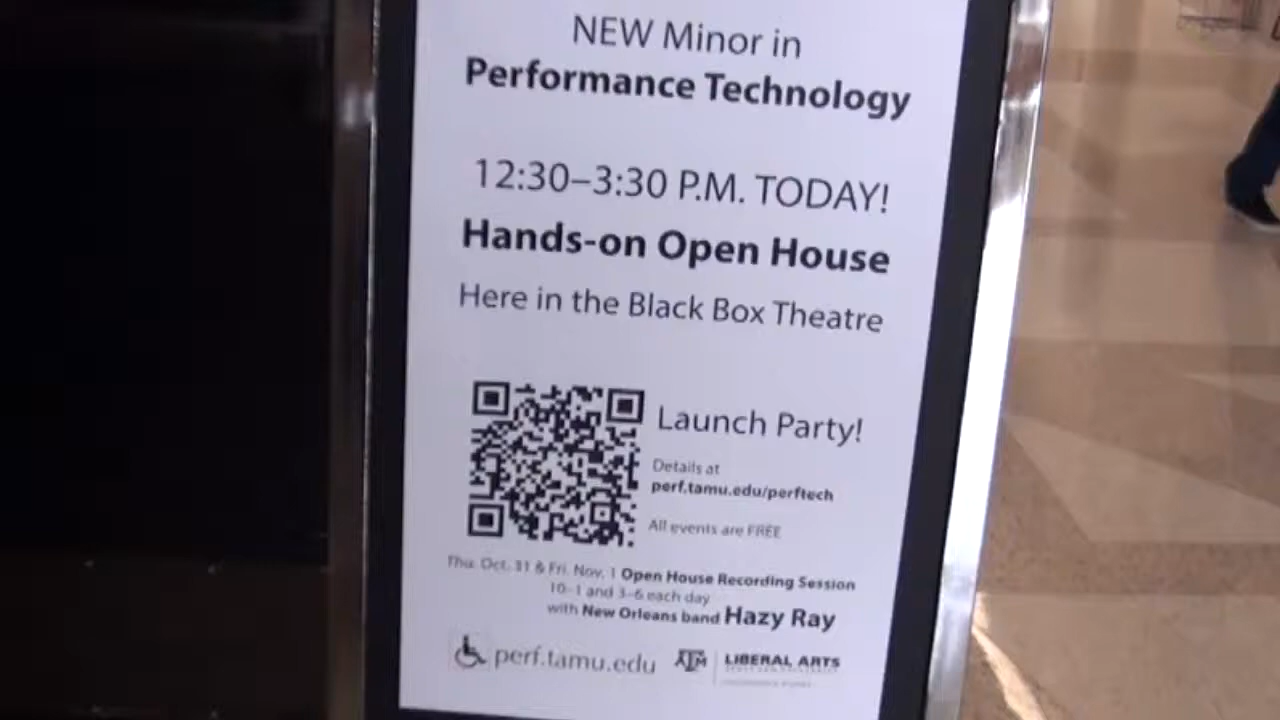 NEW Minor in
Performance Technology
12:30–3:30 P.M. TODAY!
Hands-on Open House
Here in the Black Box Theatre
Launch Party!
Details at
perf.tamu.edu/perftech
All events are FREE
Thu. Oct. 31 & Fri. Nov. 1 Open House Recording Session
10–1 and 3–6 each day
with New Orleans band Hazy Ray
perf.tamu.edu
ATM
LIBERAL ARTS